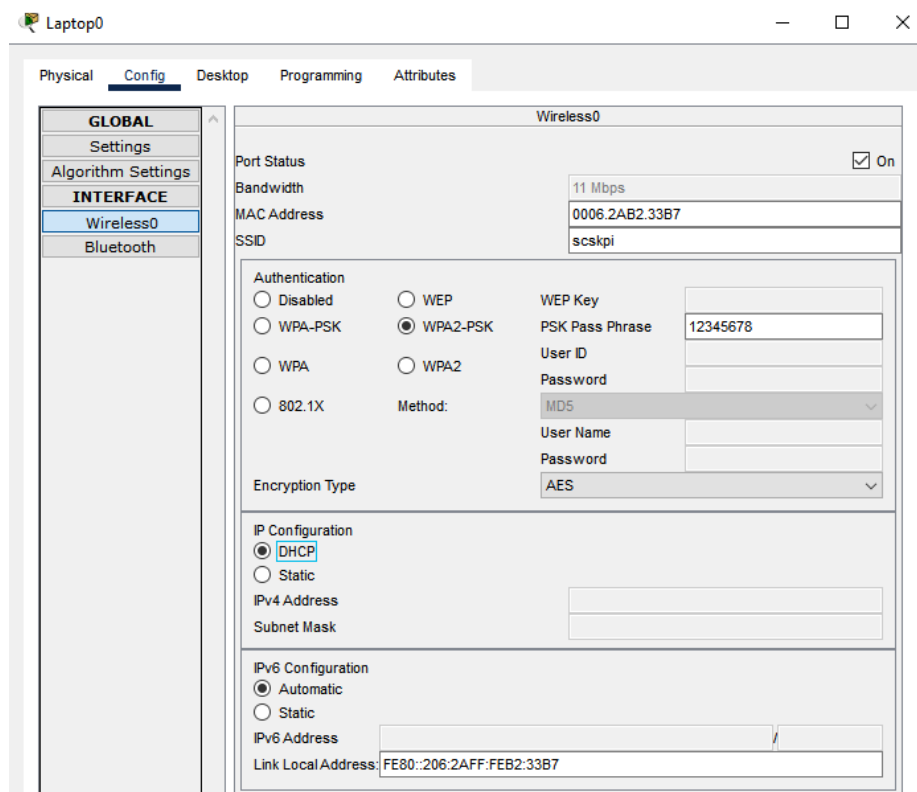 Laptop0
Physical Config Desktop Programming Attributes
GLOBAL
Settings
Algorithm Settings
INTERFACE
Wireless0
Bluetooth
Wireless0
Port Status On
Bandwidth 11 Mbps
MAC Address 0006.2AB2.33B7
SSID scskpi
Authentication
Disabled WEP WEP Key
WPA-PSK WPA2-PSK PSK Pass Phrase 12345678
User ID
WPA WPA2
Password
802.1X Method: MD5
User Name
Password
Encryption Type AES
IP Configuration
DHCP
Static
IPv4 Address
Subnet Mask
IPv6 Configuration
Automatic
Static
IPv6 Address /
Link Local Address: FE80::206:2AFF:FEB2:33B7